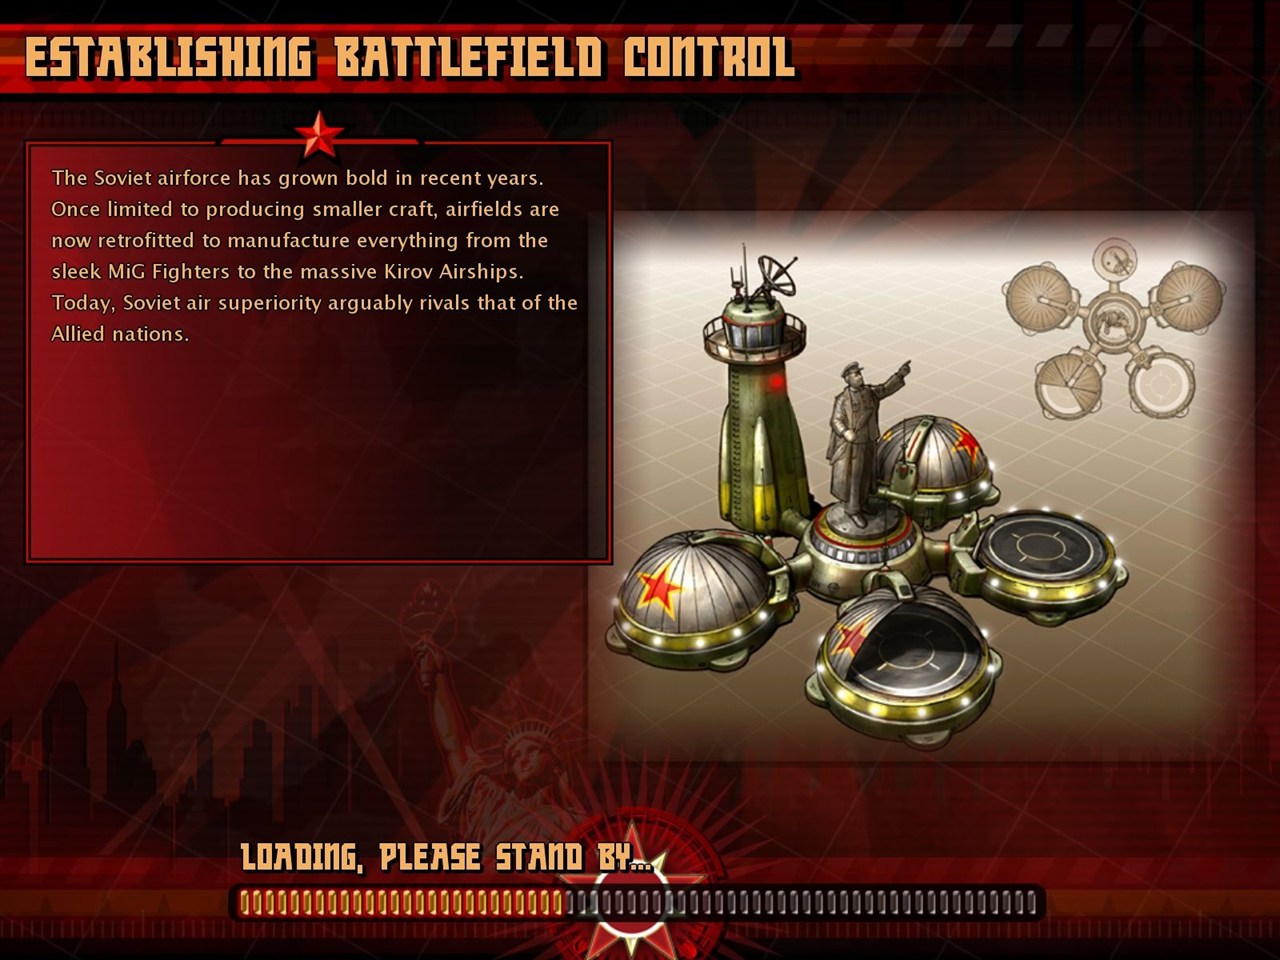 ESTABLISHING BATTLEFIELD CONTROL
The Soviet airforce has grown bold in recent years.
Once limited to producing smaller craft, airfields are
now retrofitted to manufacture everything from the
sleek MiG Fighters to the massive Kirov Airships.
Today, Soviet air superiority arguably rivals that of the
Allied nations.
LOADING, PLEASE STAND BY...